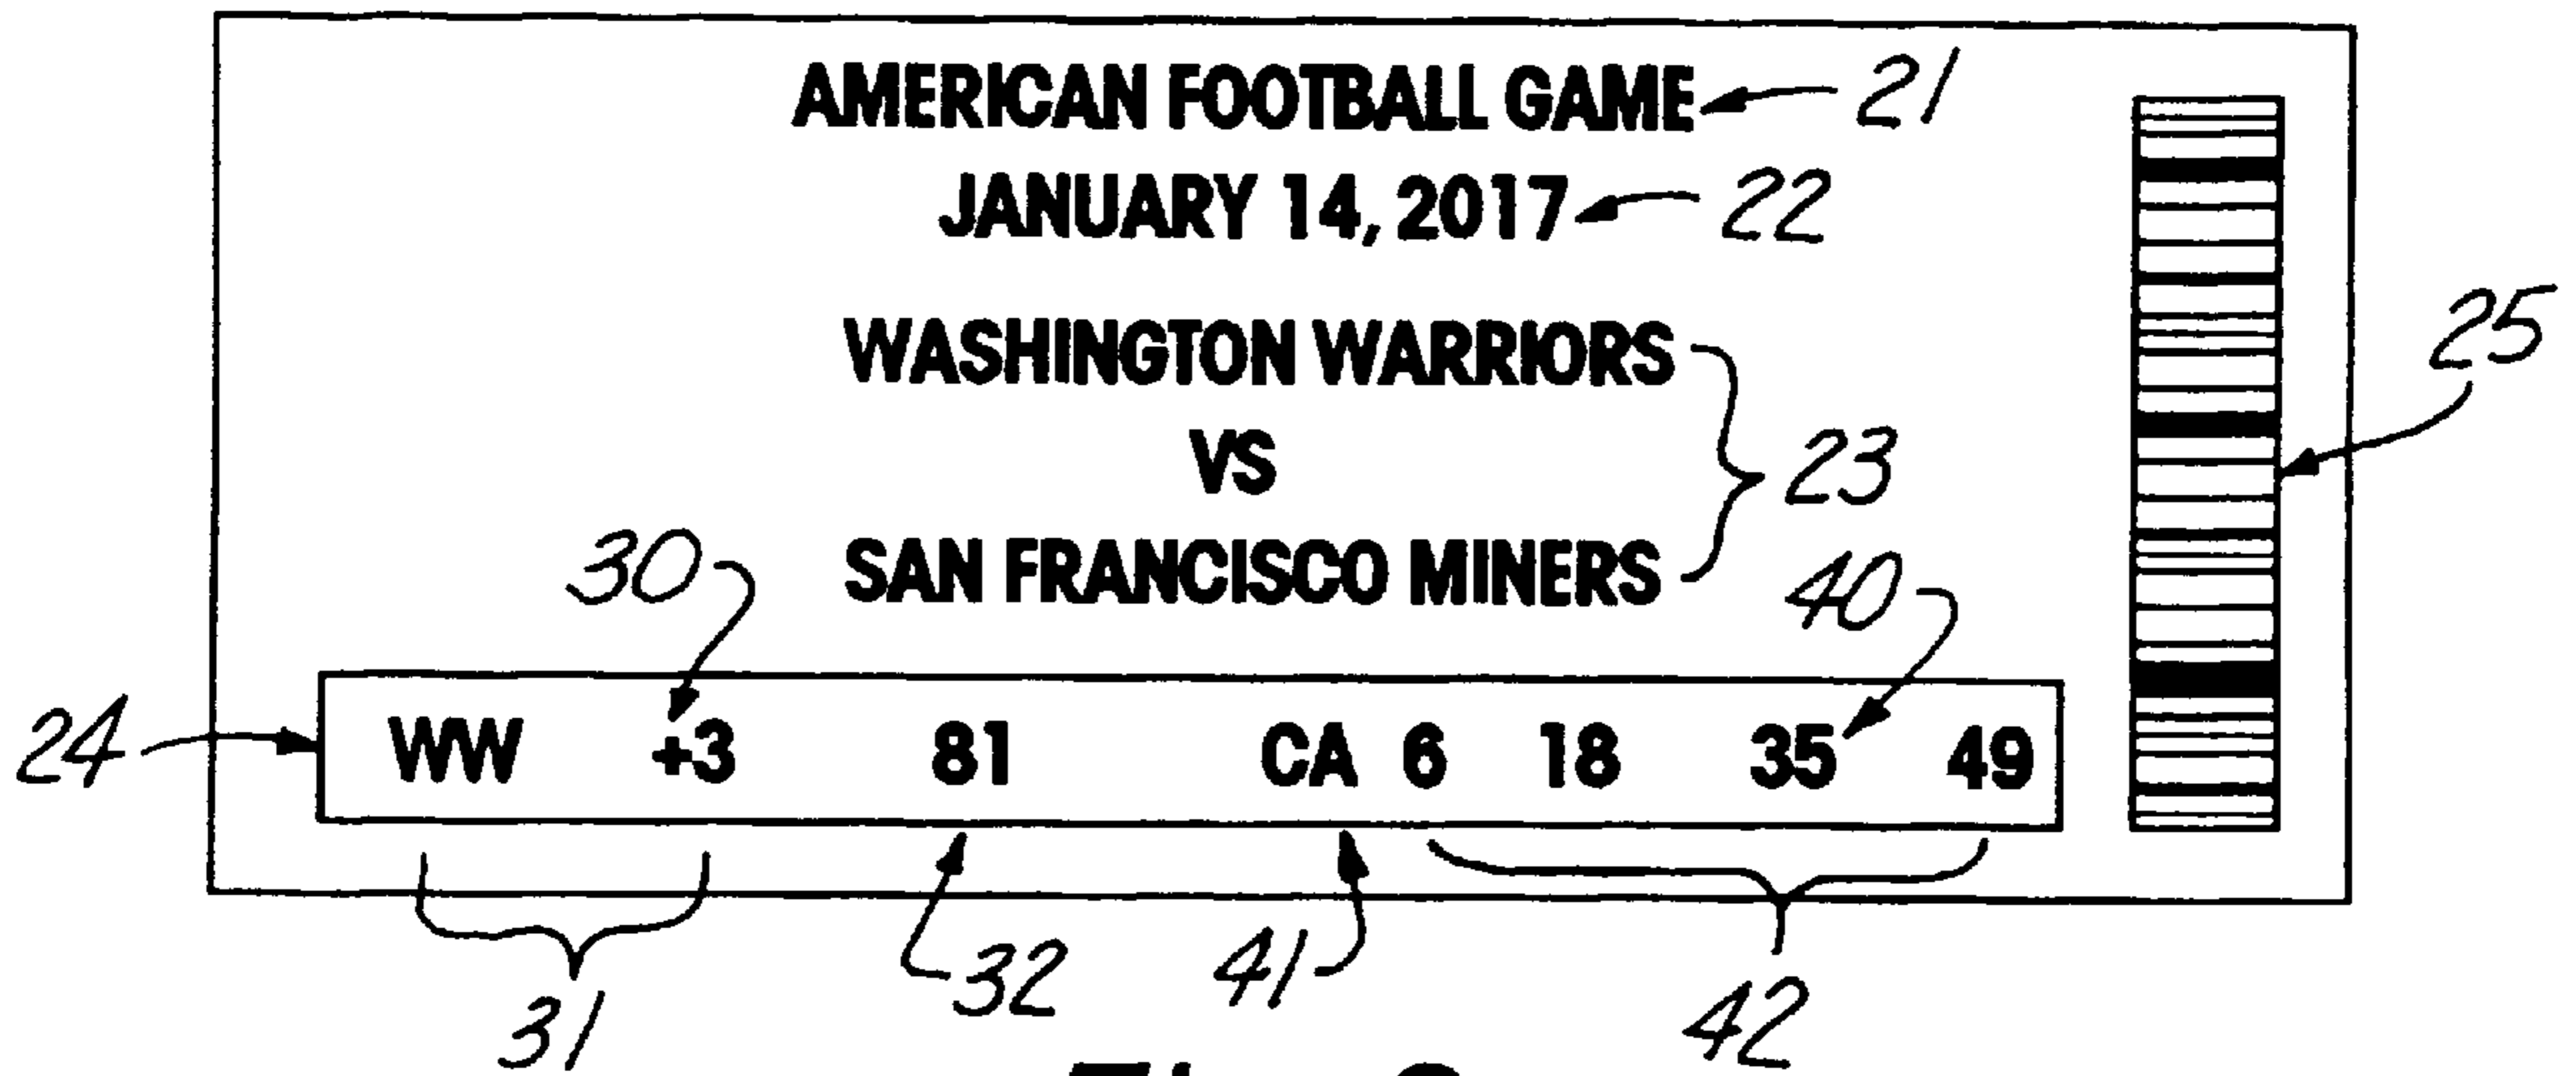 AMERICAN FOOTBALL GAME 21
JANUARY 14, 2017 22
WASHINGTON WARRIORS
25
VS
23
SAN FRANCISCO MINERS
30
40
24 WW +3 81 CA 6 18 35 49
31 32 41 42